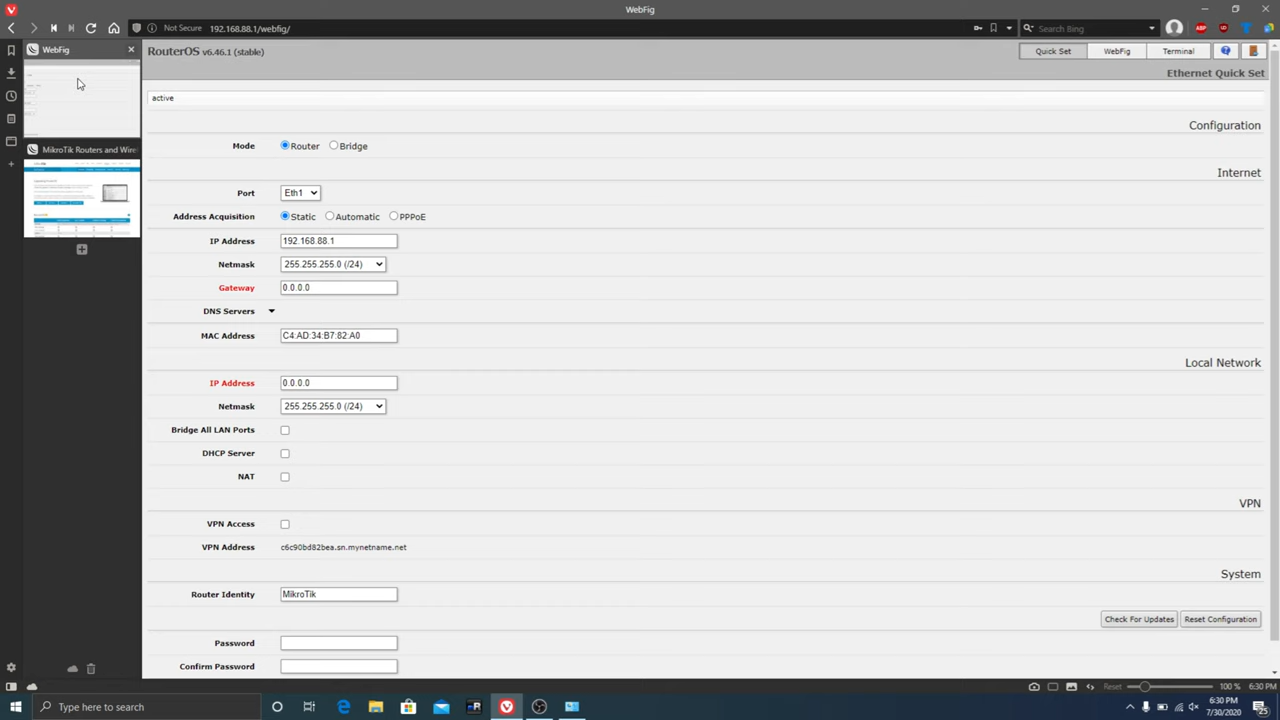 WebFig
Not Secure 192.168.88.1/webfig/
Search Bing
WebFig
MikroTik Routers and Wire
RouterOS v6.46.1 (stable)
Quick Set
WebFig
Terminal
Ethernet Quick Set
active
Configuration
Mode Router Bridge
Internet
Port Eth1
Address Acquisition Static Automatic PPPoE
IP Address 192.168.88.1
Netmask 255.255.255.0 (/24)
Gateway 0.0.0.0
DNS Servers
MAC Address C4:AD:34:B7:82:A0
Local Network
IP Address 0.0.0.0
Netmask 255.255.255.0 (/24)
Bridge All LAN Ports
DHCP Server
NAT
VPN
VPN Access
VPN Address c6c90bd82bea.sn.mynetname.net
System
Router Identity MikroTik
Check For Updates Reset Configuration
Password
Confirm Password
Reset 100 % 6:30 PM
Type here to search
6:30 PM
7/30/2020
25